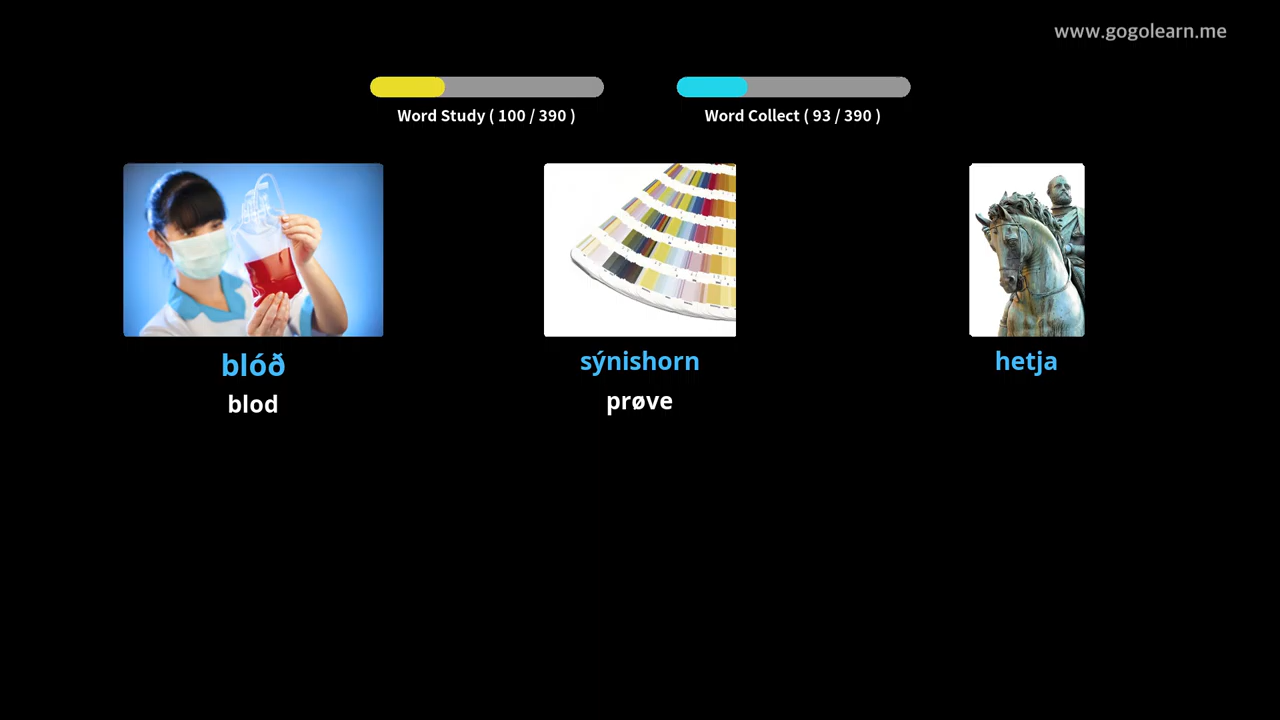 www.gogolearn.me
Word Study ( 100 / 390 )
Word Collect ( 93 / 390 )
blóð
blod
sýnishorn
prøve
hetja